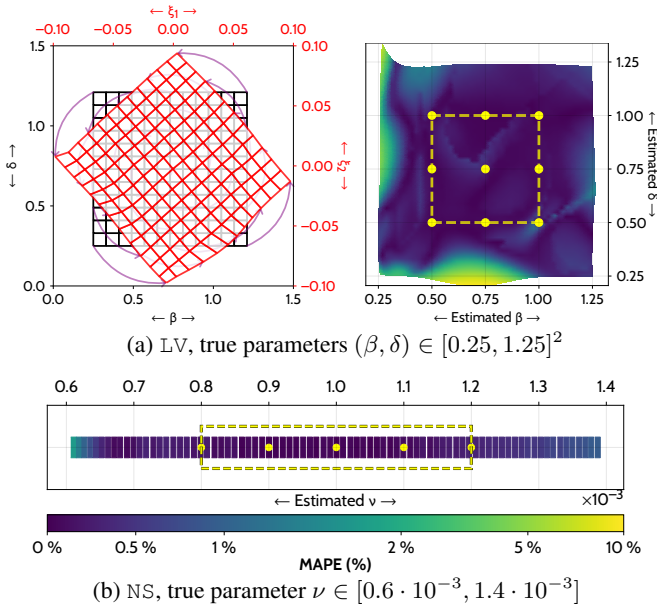 ← ξ1 →
−0.10 −0.05 0.00 0.05 0.10
1.5
1.0
0.5
0.0
← δ →
0.10
0.05
0.00
−0.05
−0.10
← ξ2 →
0.0 0.5 1.0 1.5
← β →
1.25
1.00
0.75
0.50
0.25
← Estimated δ →
0.25 0.50 0.75 1.00 1.25
← Estimated β →
(a) LV, true parameters (β, δ) ∈ [0.25, 1.25]²
0.6 0.7 0.8 0.9 1.0 1.1 1.2 1.3 1.4
← Estimated ν →
×10⁻³
0 % 0.5 % 1 % 2 % 5 % 10 %
MAPE (%)
(b) NS, true parameter ν ∈ [0.6 · 10⁻³, 1.4 · 10⁻³]